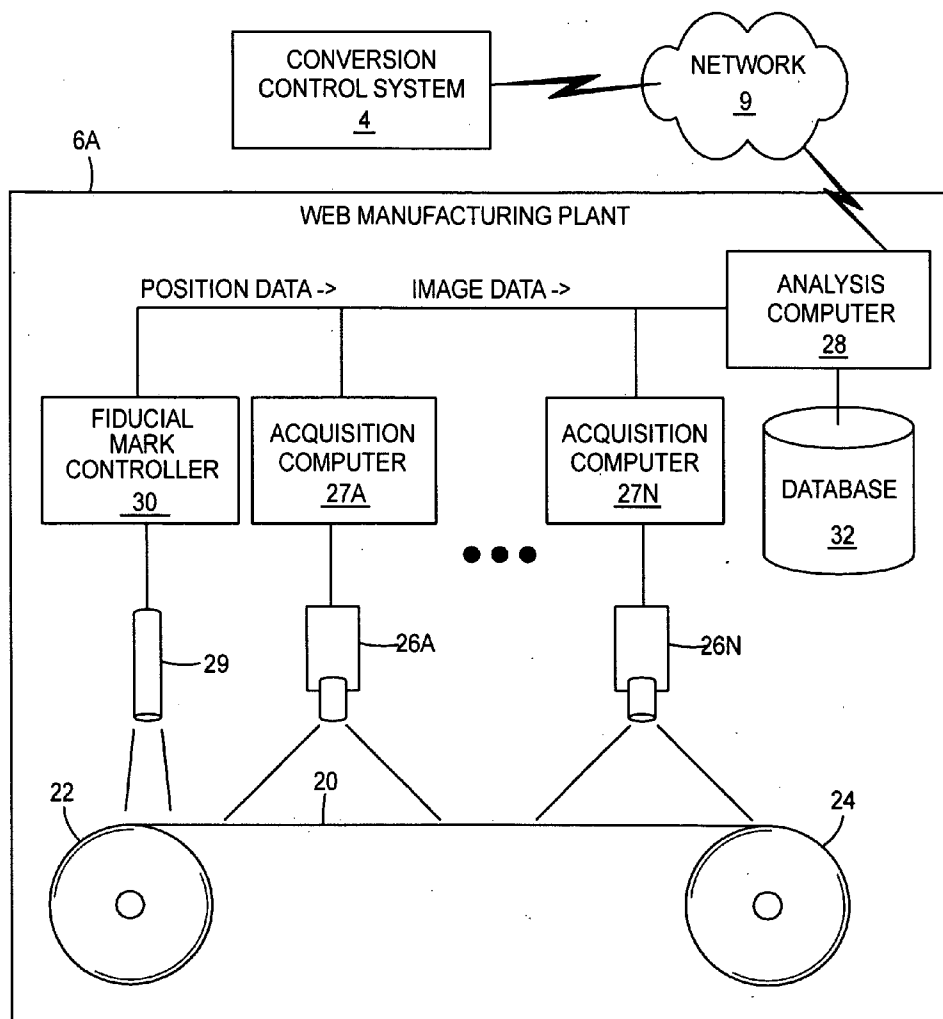 CONVERSION
CONTROL SYSTEM
4
NETWORK
9
6A
WEB MANUFACTURING PLANT
POSITION DATA ->
IMAGE DATA ->
ANALYSIS
COMPUTER
28
FIDUCIAL
MARK
CONTROLLER
30
ACQUISITION
COMPUTER
27A
ACQUISITION
COMPUTER
27N
DATABASE
32
29
26A
26N
22
20
24